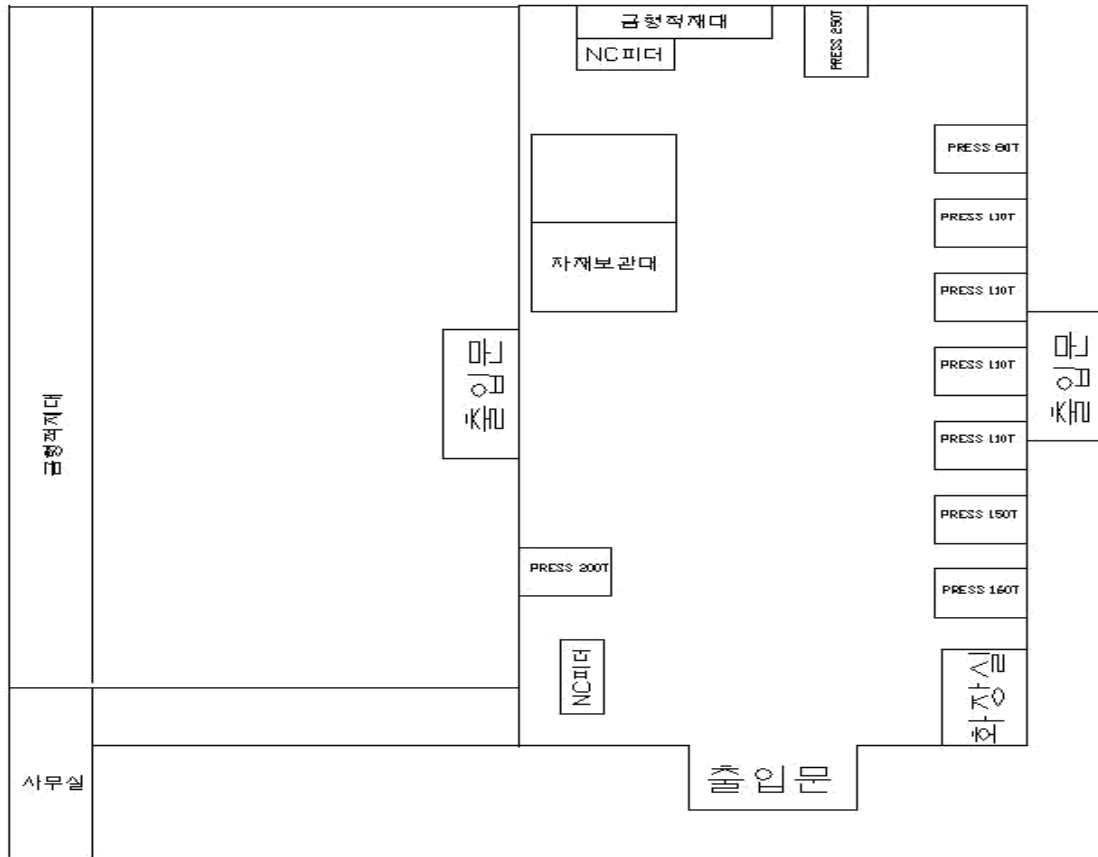 금형적재대
NC피더
PRESS 250T
PRESS 60T
PRESS 110T
자재보관대
PRESS 110T
출입문
PRESS 110T
출입문
금형적재대
PRESS 110T
PRESS 150T
PRESS 200T
PRESS 160T
NC피더
화장실
사무실
출입문